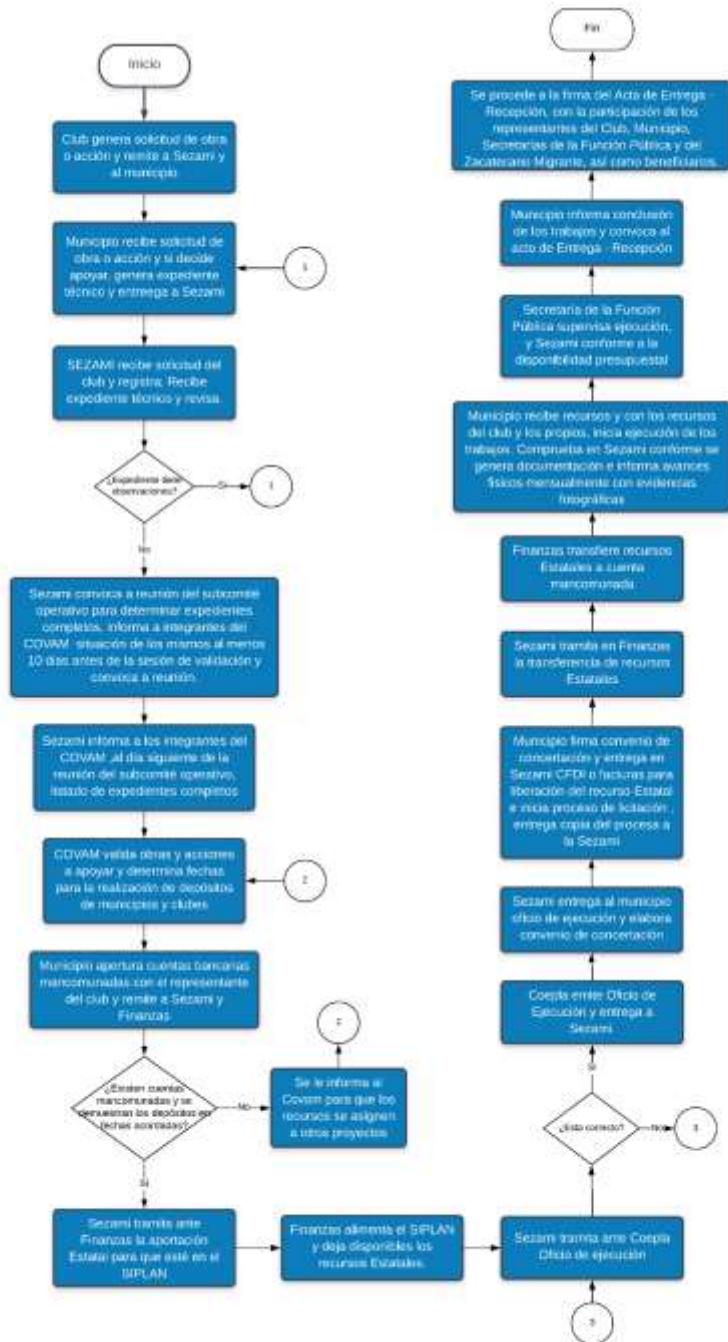 Inicio
Club genera solicitud de obra
o acción y remite a Sezami y
al municipio
Municipio recibe solicitud de
obra o acción y si decide
apoyar, genera expediente
técnico y entreega a Sezami
1
SEZAMI recibe solicitud del
club y registra. Recibe
expediente técnico y revisa.
¿Expediente tiene
observaciones?
Si
1
No
Sezami convoca a reunión del subcomité
operativo para determinar expedientes
completos, informa a integrantes del
COVAM situación de los mismos al menos
10 días antes de la sesión de validación y
convoca a reunión
Sezami informa a los integrantes del
COVAM ,al día siguiente de la
reunión del subcomité operativo,
listado de expedientes completos
COVAM valida obras y acciones
a apoyar y determina fechas
para la realización de depósitos
de municipios y clubes
2
Municipio apertura cuentas bancarias
mancomunadas con el representante
del club y remite a Sezami y
Finanzas
¿Existen cuentas
mancomunadas y se
demuestran los depósitos en
fechas acordadas?
No
Se le informa al
Covam para que los
recursos se asignen
a otros proyectos
2
Si
Sezami tramita ante
Finanzas la aportación
Estatal para que esté en el
SIPLAN
Finanzas alimenta el SIPLAN
y deja disponibles los
recursos Estatales.
Sezami tramita ante Coepla
Oficio de ejecución
3
¿Esta correcto?
No
3
Si
Coepla emite Oficio de
Ejecución y entrega a
Sezami
Sezami entrega al municipio
oficio de ejecución y elabora
convenio de concertación
Municipio firma convenio de
concertación y entrega en
Sezami CFDI o facturas para
liberación del recurso Estatal
e inicia proceso de licitación ,
entrega copia del proceso a
la Sezami
Sezami tramita en Finanzas
la transferencia de recursos
Estatales
Finanzas transfiere recursos
Estatales a cuenta
mancomunada
Municipio recibe recursos y con los recursos
del club y los propios, inicia ejecución de los
trabajos. Comprueba en Sezami conforme se
genera documentación e informa avances
físicos mensualmente con evidencias
fotográficas
Secretaría de la Función
Pública supervisa ejecución,
y Sezami conforme a la
disponibilidad presupuestal
Municipio informa conclusión
de los trabajos y convoca al
acto de Entrega - Recepción
Se procede a la firma del Acta de Entrega
Recepción, con la participación de los
representantes del Club, Municipio,
Secretarías de la Función Pública y del
Zacatecano Migrante, así como beneficiarios.
Fin